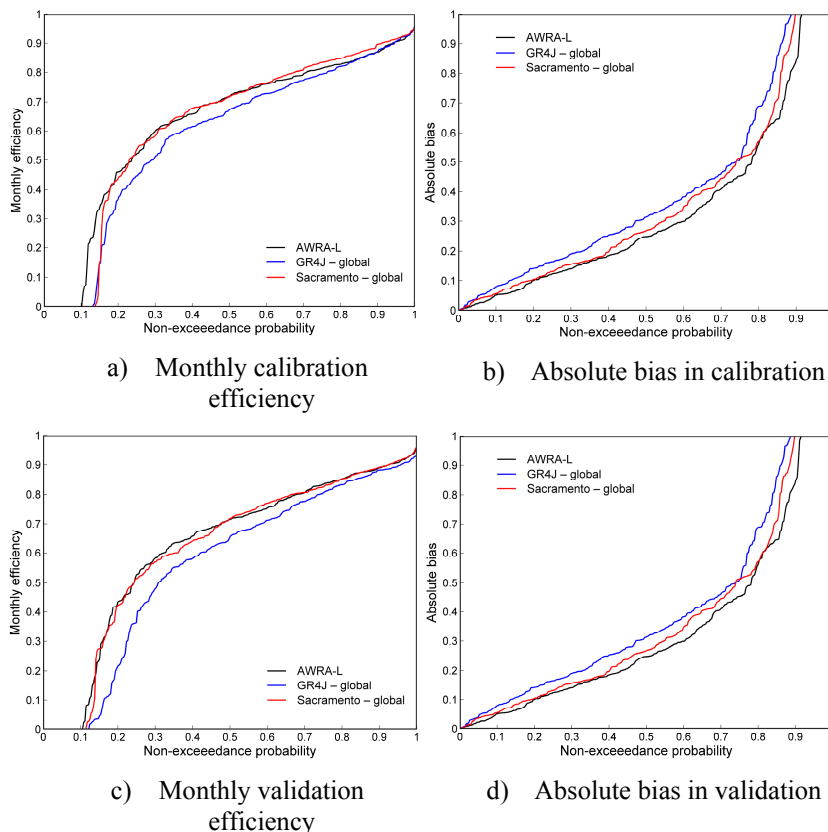 1
0.9
0.8
0.7
0.6
0.5
0.4
0.3
0.2
0.1
0
Monthly efficiency
AWRA-L
GR4J – global
Sacramento – global
0.1 0.2 0.3 0.4 0.5 0.6 0.7 0.8 0.9 1
Non-exceeedance probability
a) Monthly calibration
efficiency
1
0.9
0.8
0.7
0.6
0.5
0.4
0.3
0.2
0.1
0
Absolute bias
AWRA-L
GR4J – global
Sacramento – global
0 0.1 0.2 0.3 0.4 0.5 0.6 0.7 0.8 0.9
Non-exceeedance probability
b) Absolute bias in calibration
1
0.9
0.8
0.7
0.6
0.5
0.4
0.3
0.2
0.1
0
Monthly efficiency
AWRA-L
GR4J – global
Sacramento – global
0 0.1 0.2 0.3 0.4 0.5 0.6 0.7 0.8 0.9 1
Non-exceeedance probability
c) Monthly validation
efficiency
1
0.9
0.8
0.7
0.6
0.5
0.4
0.3
0.2
0.1
0
Absolute bias
AWRA-L
GR4J – global
Sacramento – global
0 0.1 0.2 0.3 0.4 0.5 0.6 0.7 0.8 0.9
Non-exceeedance probability
d) Absolute bias in validation